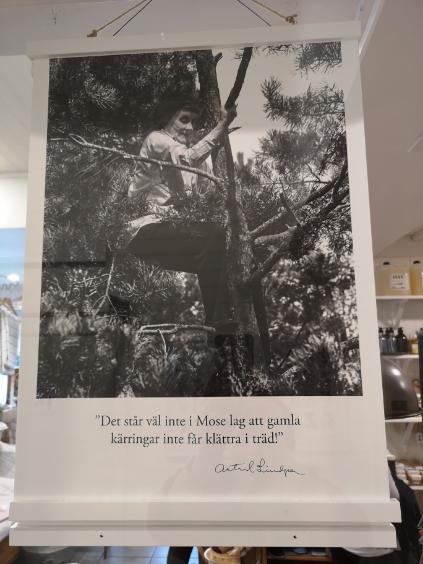 ”Det står väl inte i Mose lag att gamla
kärringar inte får klättra i träd!”
Astrid Lindgren